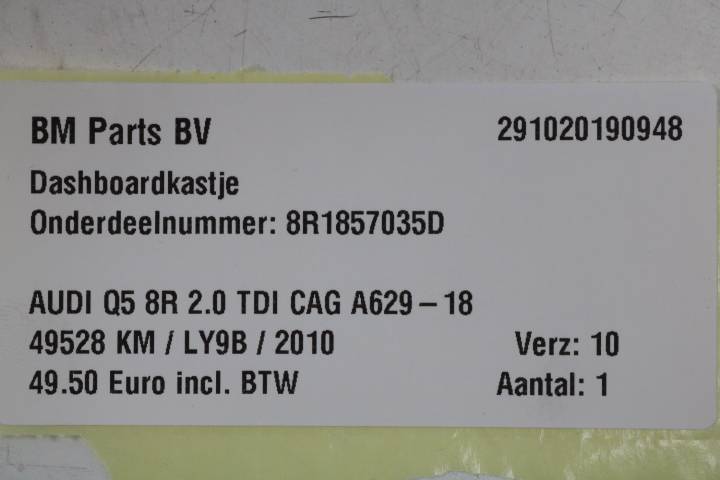 BM Parts BV 291020190948
Dashboardkastje
Onderdeelnummer: 8R1857035D
AUDI Q5 8R 2.0 TDI CAG A629-18
49528 KM / LY9B / 2010 Verz: 10
49.50 Euro incl. BTW Aantal: 1